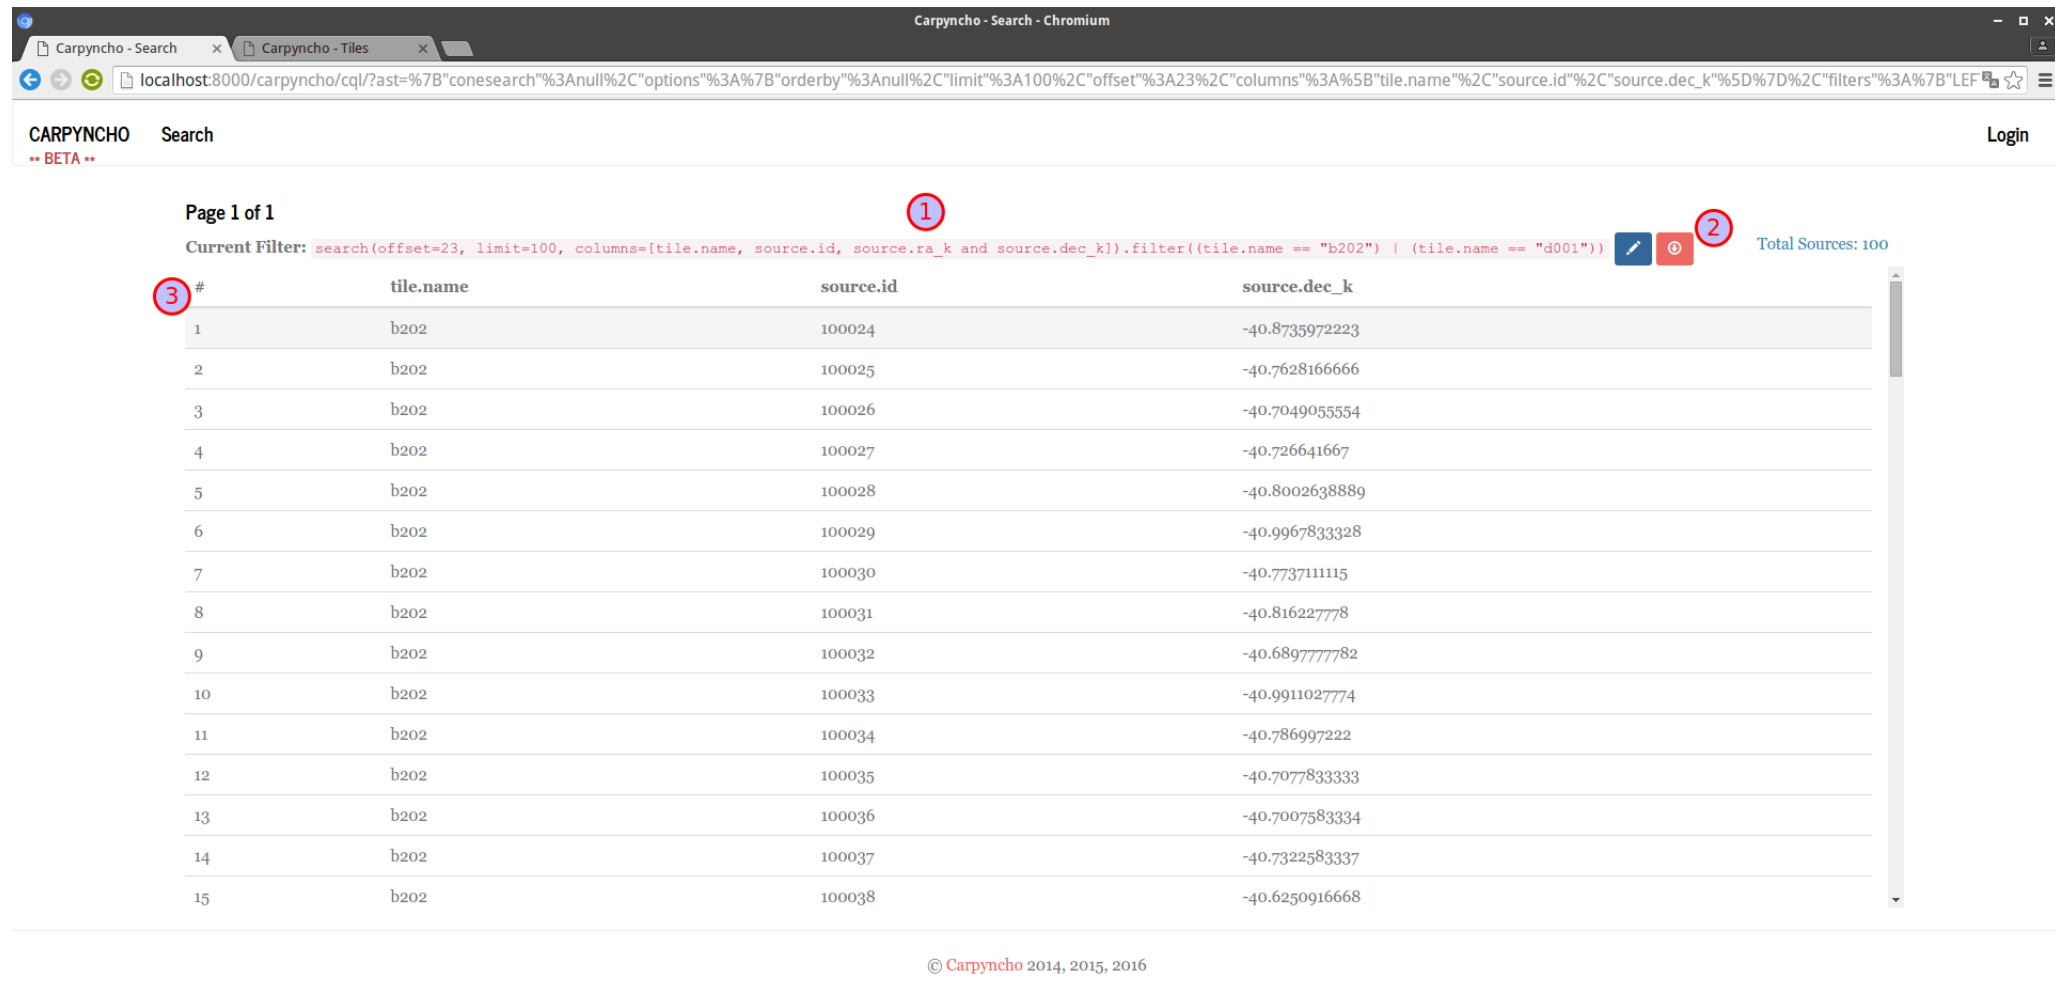 Carpyncho - Search - Chromium
Carpyncho - Search
Carpyncho - Tiles
localhost:8000/carpyncho/cql/?ast=%7B"conesearch"%3Anull%2C"options"%3A%7B"orderby"%3Anull%2C"limit"%3A100%2C"offset"%3A23%2C"columns"%3A%5B"tile.name"%2C"source.id"%2C"source.dec_k"%5D%7D%2C"filters"%3A%7B"LEF
CARPYNCHO Search Login
** BETA **
Page 1 of 1
1
2
Current Filter: search(offset=23, limit=100, columns=[tile.name, source.id, source.ra_k and source.dec_k]).filter((tile.name == "b202") | (tile.name == "d001")) Total Sources: 100
3
# tile.name source.id source.dec_k
1 b202 100024 -40.8735972223
2 b202 100025 -40.7628166666
3 b202 100026 -40.7049055554
4 b202 100027 -40.726641667
5 b202 100028 -40.8002638889
6 b202 100029 -40.9967833328
7 b202 100030 -40.7737111115
8 b202 100031 -40.816227778
9 b202 100032 -40.6897777782
10 b202 100033 -40.9911027774
11 b202 100034 -40.786997222
12 b202 100035 -40.7077833333
13 b202 100036 -40.7007583334
14 b202 100037 -40.7322583337
15 b202 100038 -40.6250916668
© Carpyncho 2014, 2015, 2016